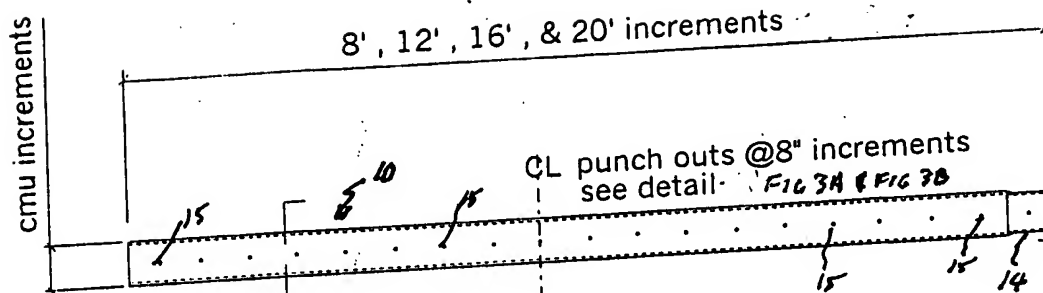 cmu increments
8', 12', 16', & 20' increments
CL punch outs @8" increments
see detail FIG 3A & FIG 3B
15
10
15
15
15
14